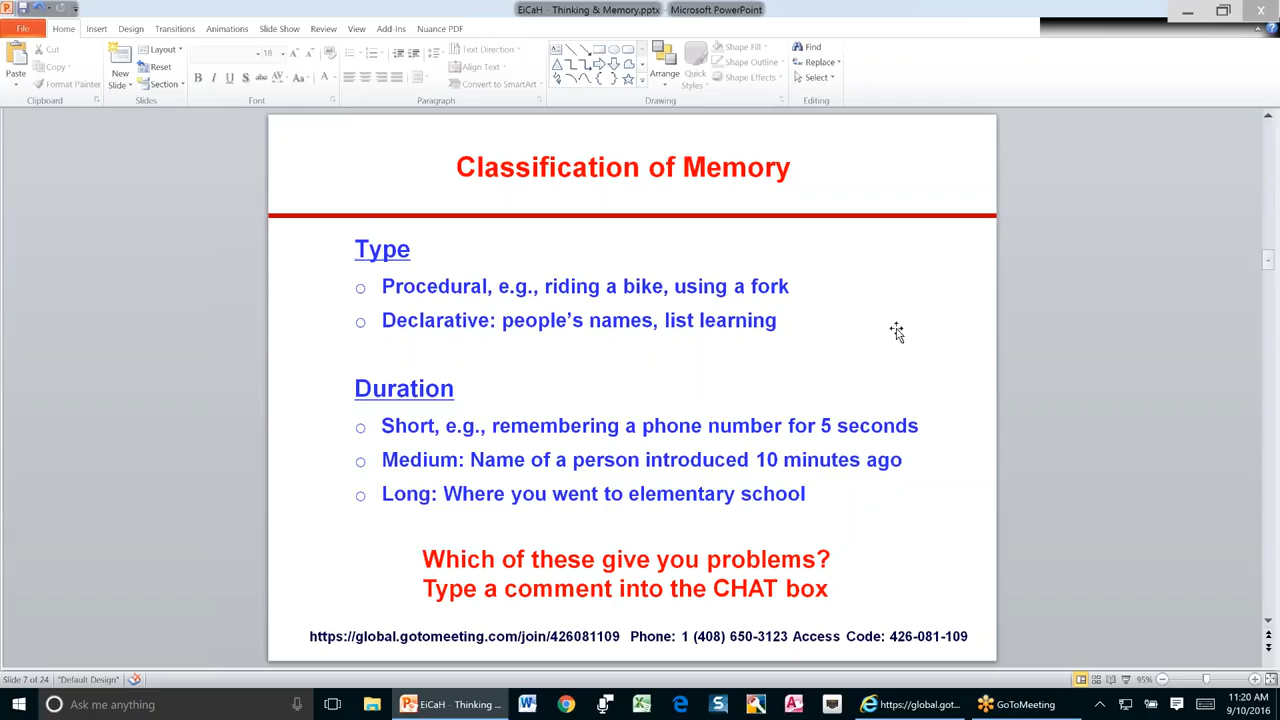 EiCaH - Thinking & Memory.pptx - Microsoft PowerPoint
File Home Insert Design Transitions Animations Slide Show Review View Add-Ins Nuance PDF
Paste
Cut
Copy
Format Painter
Clipboard
New Slide
Layout
Reset
Section
Slides
18
B I U S abc AV Aa A
Font
Text Direction
Align Text
Convert to SmartArt
Paragraph
Arrange
Quick Styles
Shape Fill
Shape Outline
Shape Effects
Drawing
Find
Replace
Select
Editing
Classification of Memory
Type
Procedural, e.g., riding a bike, using a fork
Declarative: people's names, list learning
Duration
Short, e.g., remembering a phone number for 5 seconds
Medium: Name of a person introduced 10 minutes ago
Long: Where you went to elementary school
Which of these give you problems?
Type a comment into the CHAT box
https://global.gotomeeting.com/join/426081109 Phone: 1 (408) 650-3123 Access Code: 426-081-109
Slide 7 of 24 "Default Design" 95%
Ask me anything EiCaH - Thinking ... https://global.got... GoToMeeting 11:20 AM
9/10/2016